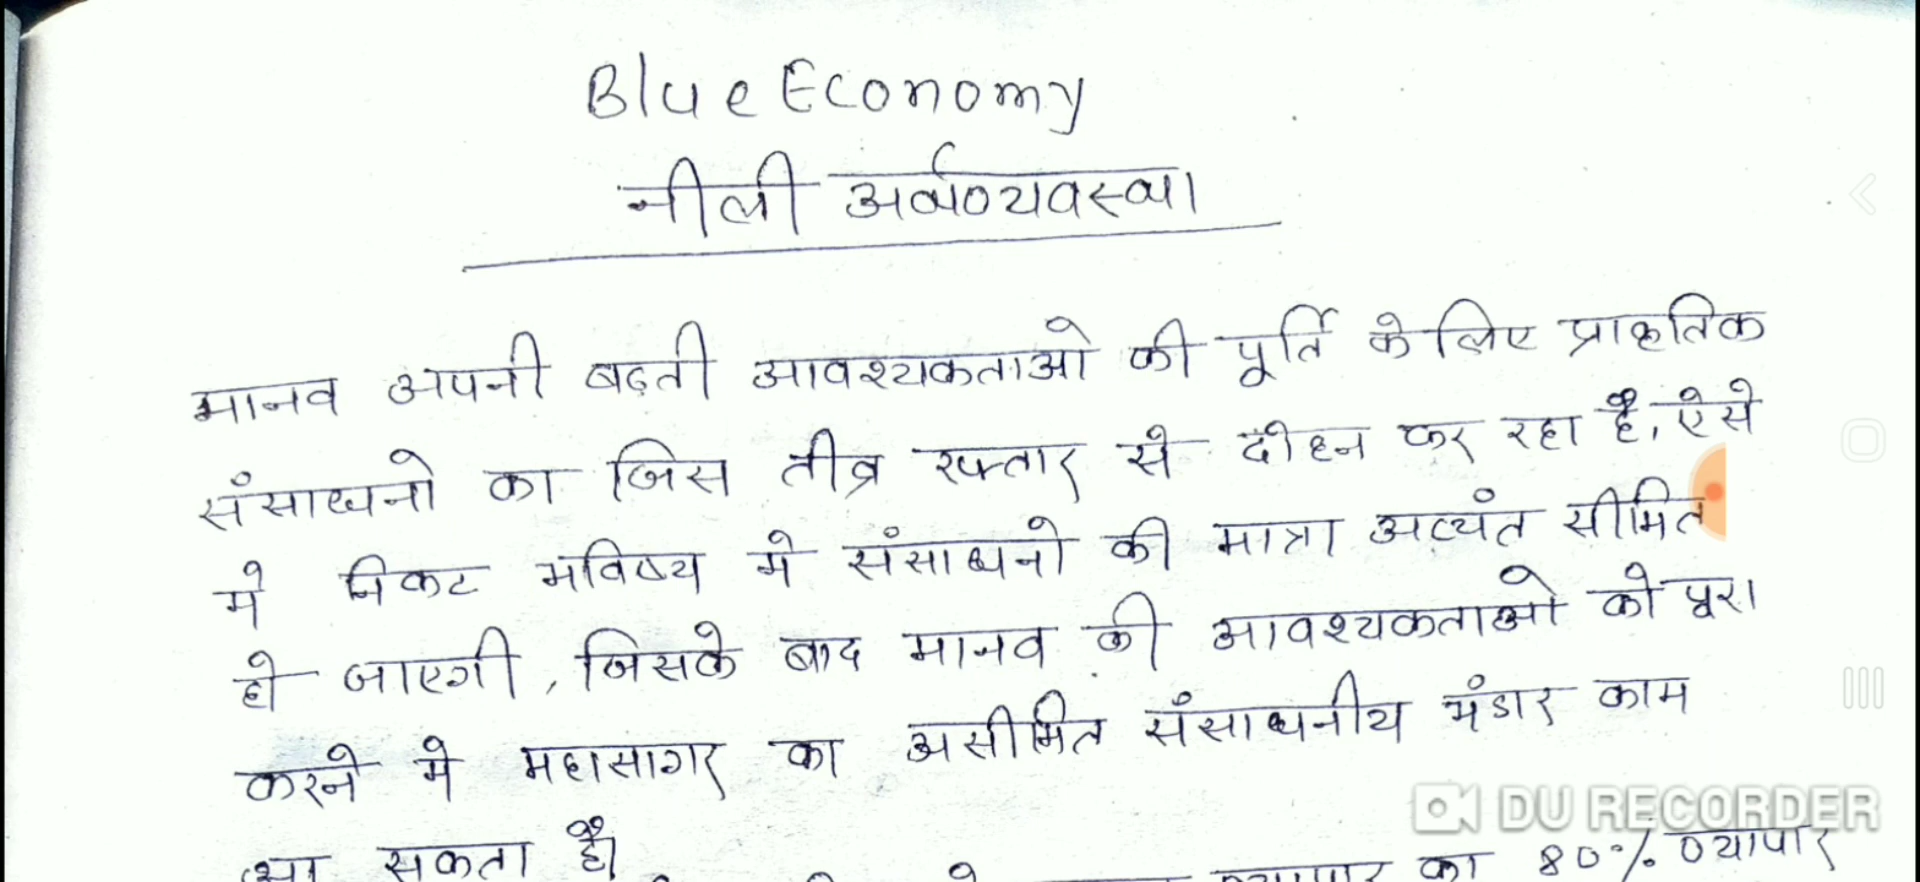 Blue Economy
नीली अर्थव्यवस्था
मानव अपनी बढ़ती आवश्यकताओ की पूर्ति के लिए प्राकृतिक
संसाधनो का जिस तीव्र रफ्तार से दोहन कर रहा है, ऐसे
मे निकट भविष्य मे संसाधनो की मात्रा अत्यंत सीमित
हो जाएगी, जिसके बाद मानव की आवश्यकताओ को पूरा
करने मे महासागर का असीमित संसाधनीय भंडार काम
आ सकता है।
व्यापार का 80% व्यापार
DU RECORDER